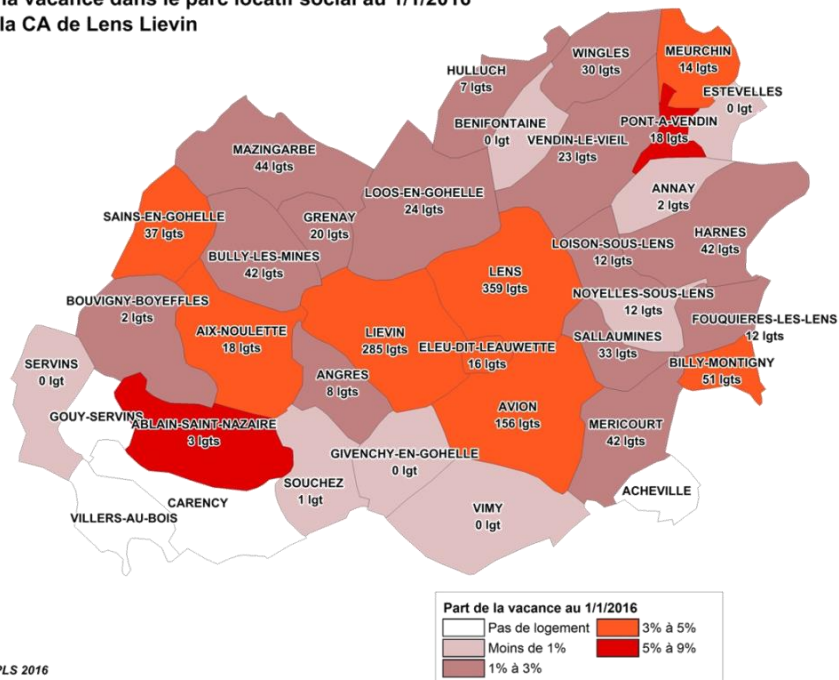 la vacance dans le parc locatif social au 1/1/2016
la CA de Lens Lievin
WINGLES
30 lgts
MEURCHIN
14 lgts
HULLUCH
7 lgts
ESTEVELLES
0 lgt
BENIFONTAINE
0 lgt
PONT-A-VENDIN
18 lgts
VENDIN-LE-VIEIL
23 lgts
MAZINGARBE
44 lgts
LOOS-EN-GOHELLE
24 lgts
ANNAY
2 lgts
SAINS-EN-GOHELLE
37 lgts
GRENAY
20 lgts
HARNES
42 lgts
BULLY-LES-MINES
42 lgts
LOISON-SOUS-LENS
12 lgts
LENS
359 lgts
BOUVIGNY-BOYEFFLES
2 lgts
NOYELLES-SOUS-LENS
12 lgts
FOUQUIERES-LES-LENS
12 lgts
AIX-NOULETTE
18 lgts
LIEVIN
285 lgts
ELEU-DIT-LEAUWETTE
16 lgts
SALLAUMINES
33 lgts
SERVINS
0 lgt
ANGRES
8 lgts
BILLY-MONTIGNY
51 lgts
GOUY-SERVINS
ABLAIN-SAINT-NAZAIRE
3 lgts
AVION
156 lgts
MERICOURT
42 lgts
GIVENCHY-EN-GOHELLE
0 lgt
SOUCHEZ
1 lgt
ACHEVILLE
CARENCY
VILLERS-AU-BOIS
VIMY
0 lgt
Part de la vacance au 1/1/2016
Pas de logement
3% à 5%
Moins de 1%
5% à 9%
1% à 3%
PLS 2016